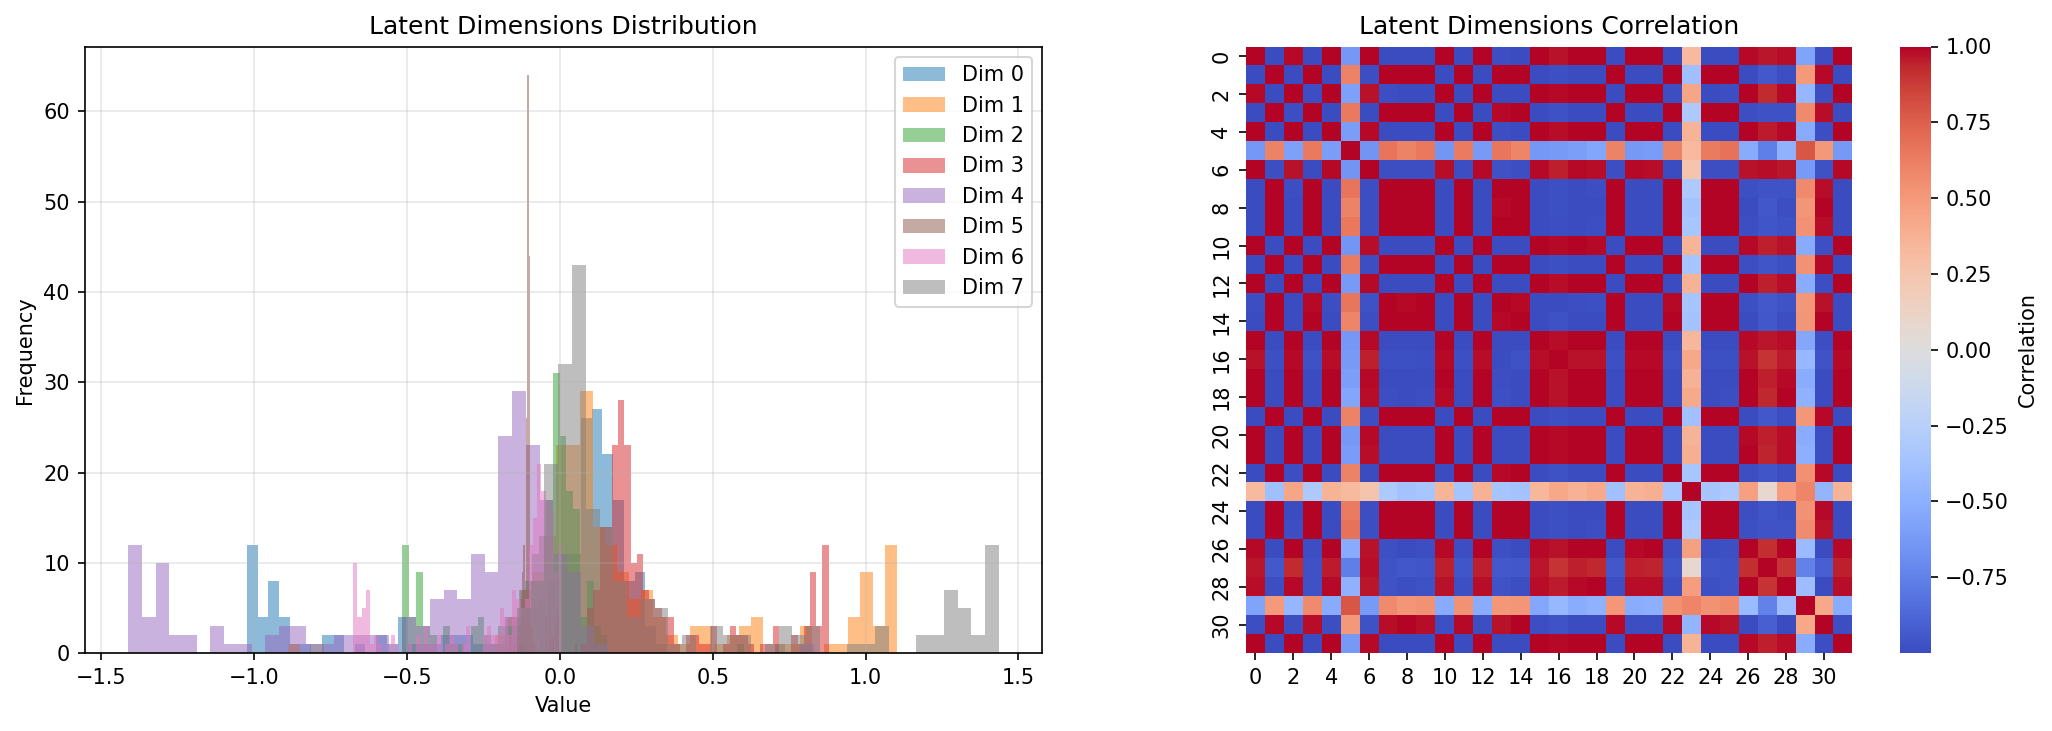 Latent Dimensions Distribution
Frequency
60
50
40
30
20
10
0
−1.5 −1.0 −0.5 0.0 0.5 1.0 1.5
Value
Dim 0
Dim 1
Dim 2
Dim 3
Dim 4
Dim 5
Dim 6
Dim 7
Latent Dimensions Correlation
0
2
4
6
8
10
12
14
16
18
20
22
24
26
28
30
0 2 4 6 8 10 12 14 16 18 20 22 24 26 28 30
1.00
0.75
0.50
0.25
0.00
−0.25
−0.50
−0.75
Correlation